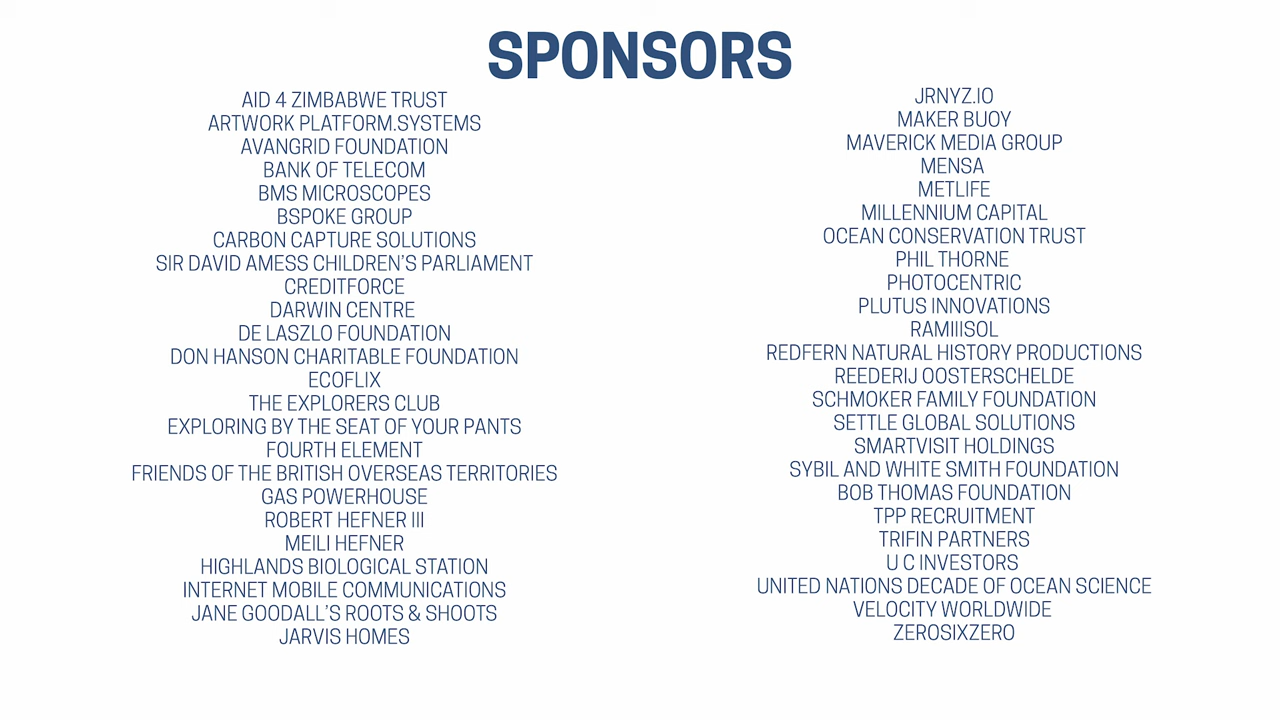 SPONSORS
AID 4 ZIMBABWE TRUST
ARTWORK PLATFORM.SYSTEMS
AVANGRID FOUNDATION
BANK OF TELECOM
BMS MICROSCOPES
BSPOKE GROUP
CARBON CAPTURE SOLUTIONS
SIR DAVID AMESS CHILDREN'S PARLIAMENT
CREDITFORCE
DARWIN CENTRE
DE LASZLO FOUNDATION
DON HANSON CHARITABLE FOUNDATION
ECOFLIX
THE EXPLORERS CLUB
EXPLORING BY THE SEAT OF YOUR PANTS
FOURTH ELEMENT
FRIENDS OF THE BRITISH OVERSEAS TERRITORIES
GAS POWERHOUSE
ROBERT HEFNER III
MEILI HEFNER
HIGHLANDS BIOLOGICAL STATION
INTERNET MOBILE COMMUNICATIONS
JANE GOODALL'S ROOTS & SHOOTS
JARVIS HOMES
JRNYZ.IO
MAKER BUOY
MAVERICK MEDIA GROUP
MENSA
METLIFE
MILLENNIUM CAPITAL
OCEAN CONSERVATION TRUST
PHIL THORNE
PHOTOCENTRIC
PLUTUS INNOVATIONS
RAMIIISOL
REDFERN NATURAL HISTORY PRODUCTIONS
REEDERIJ OOSTERSCHELDE
SCHMOKER FAMILY FOUNDATION
SETTLE GLOBAL SOLUTIONS
SMARTVISIT HOLDINGS
SYBIL AND WHITE SMITH FOUNDATION
BOB THOMAS FOUNDATION
TPP RECRUITMENT
TRIFIN PARTNERS
U C INVESTORS
UNITED NATIONS DECADE OF OCEAN SCIENCE
VELOCITY WORLDWIDE
ZEROSIXZERO